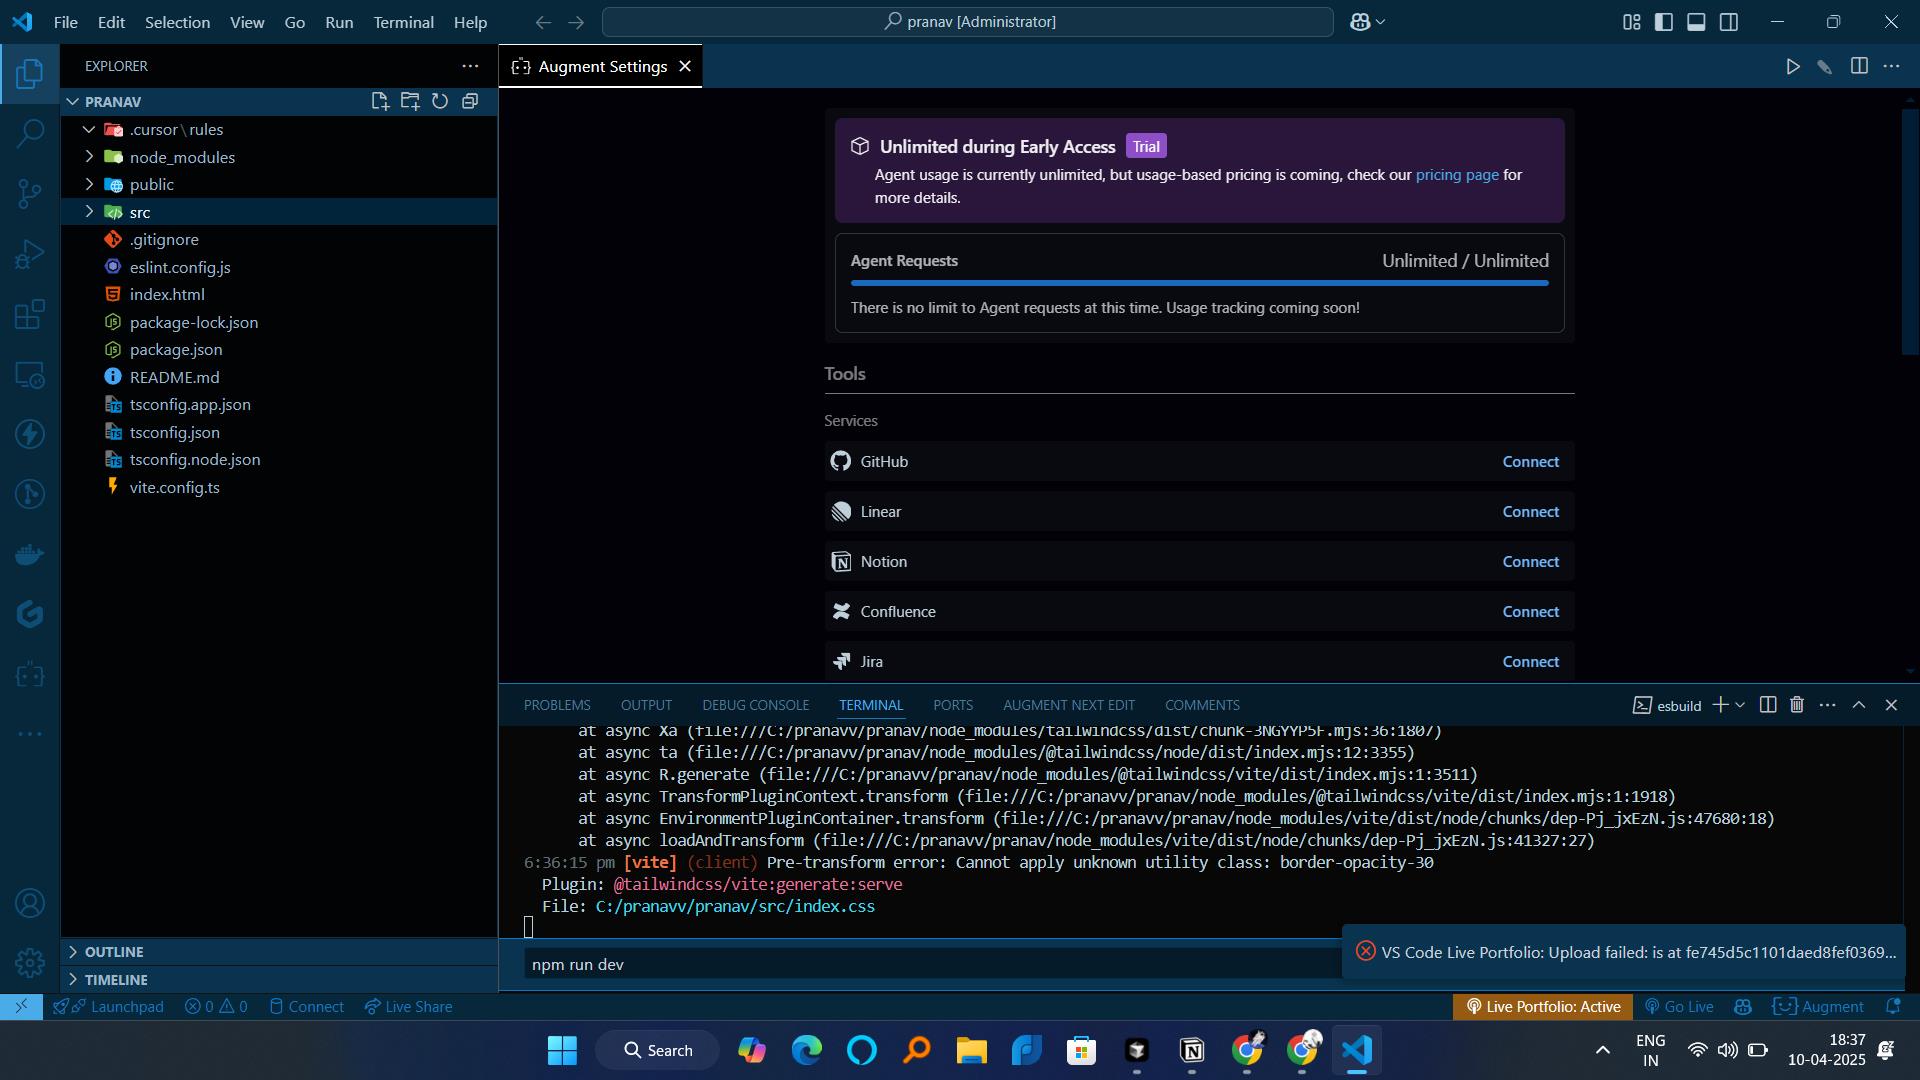 File Edit Selection View Go Run Terminal Help
pranav [Administrator]
EXPLORER
PRANAV
.cursor\rules
node_modules
public
src
.gitignore
eslint.config.js
index.html
package-lock.json
package.json
README.md
tsconfig.app.json
tsconfig.json
tsconfig.node.json
vite.config.ts
OUTLINE
TIMELINE
Augment Settings
Unlimited during Early Access Trial
Agent usage is currently unlimited, but usage-based pricing is coming, check our pricing page for
more details.
Agent Requests Unlimited / Unlimited
There is no limit to Agent requests at this time. Usage tracking coming soon!
Tools
Services
GitHub Connect
Linear Connect
Notion Connect
Confluence Connect
Jira Connect
PROBLEMS OUTPUT DEBUG CONSOLE TERMINAL PORTS AUGMENT NEXT EDIT COMMENTS
esbuild
at async Xa (file:///C:/pranavv/pranav/node_modules/tailwindcss/dist/chunk-3NGYYP5F.mjs:36:1807)
at async ta (file:///C:/pranavv/pranav/node_modules/@tailwindcss/node/dist/index.mjs:12:3355)
at async R.generate (file:///C:/pranavv/pranav/node_modules/@tailwindcss/vite/dist/index.mjs:1:3511)
at async TransformPluginContext.transform (file:///C:/pranavv/pranav/node_modules/@tailwindcss/vite/dist/index.mjs:1:1918)
at async EnvironmentPluginContainer.transform (file:///C:/pranavv/pranav/node_modules/vite/dist/node/chunks/dep-Pj_jxEzN.js:47680:18)
at async loadAndTransform (file:///C:/pranavv/pranav/node_modules/vite/dist/node/chunks/dep-Pj_jxEzN.js:41327:27)
6:36:15 pm [vite] (client) Pre-transform error: Cannot apply unknown utility class: border-opacity-30
Plugin: @tailwindcss/vite:generate:serve
File: C:/pranavv/pranav/src/index.css
npm run dev
VS Code Live Portfolio: Upload failed: is at fe745d5c1101daed8fef0369...
Launchpad 0 0 Connect Live Share
Live Portfolio: Active Go Live Augment
Search
ENG
IN
18:37
10-04-2025